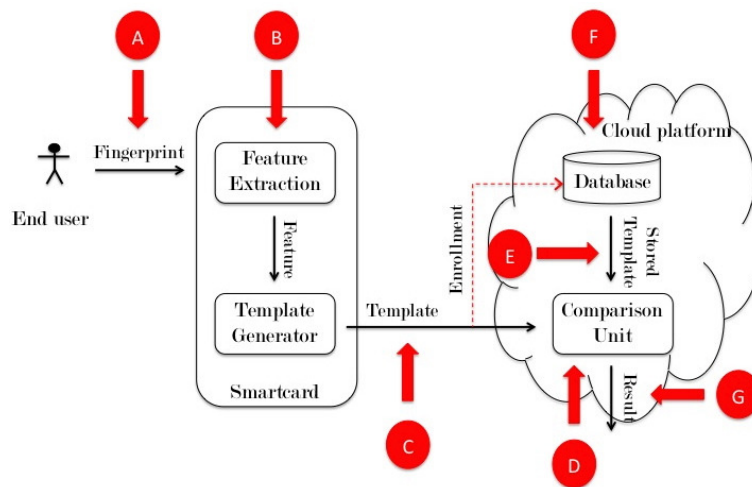 A
B
F
Cloud platform
Fingerprint
End user
Feature
Extraction
Database
Feature
Enrollment
E
Stored
Template
Template
Generator
Template
Comparison
Unit
Smartcard
Result
G
C
D